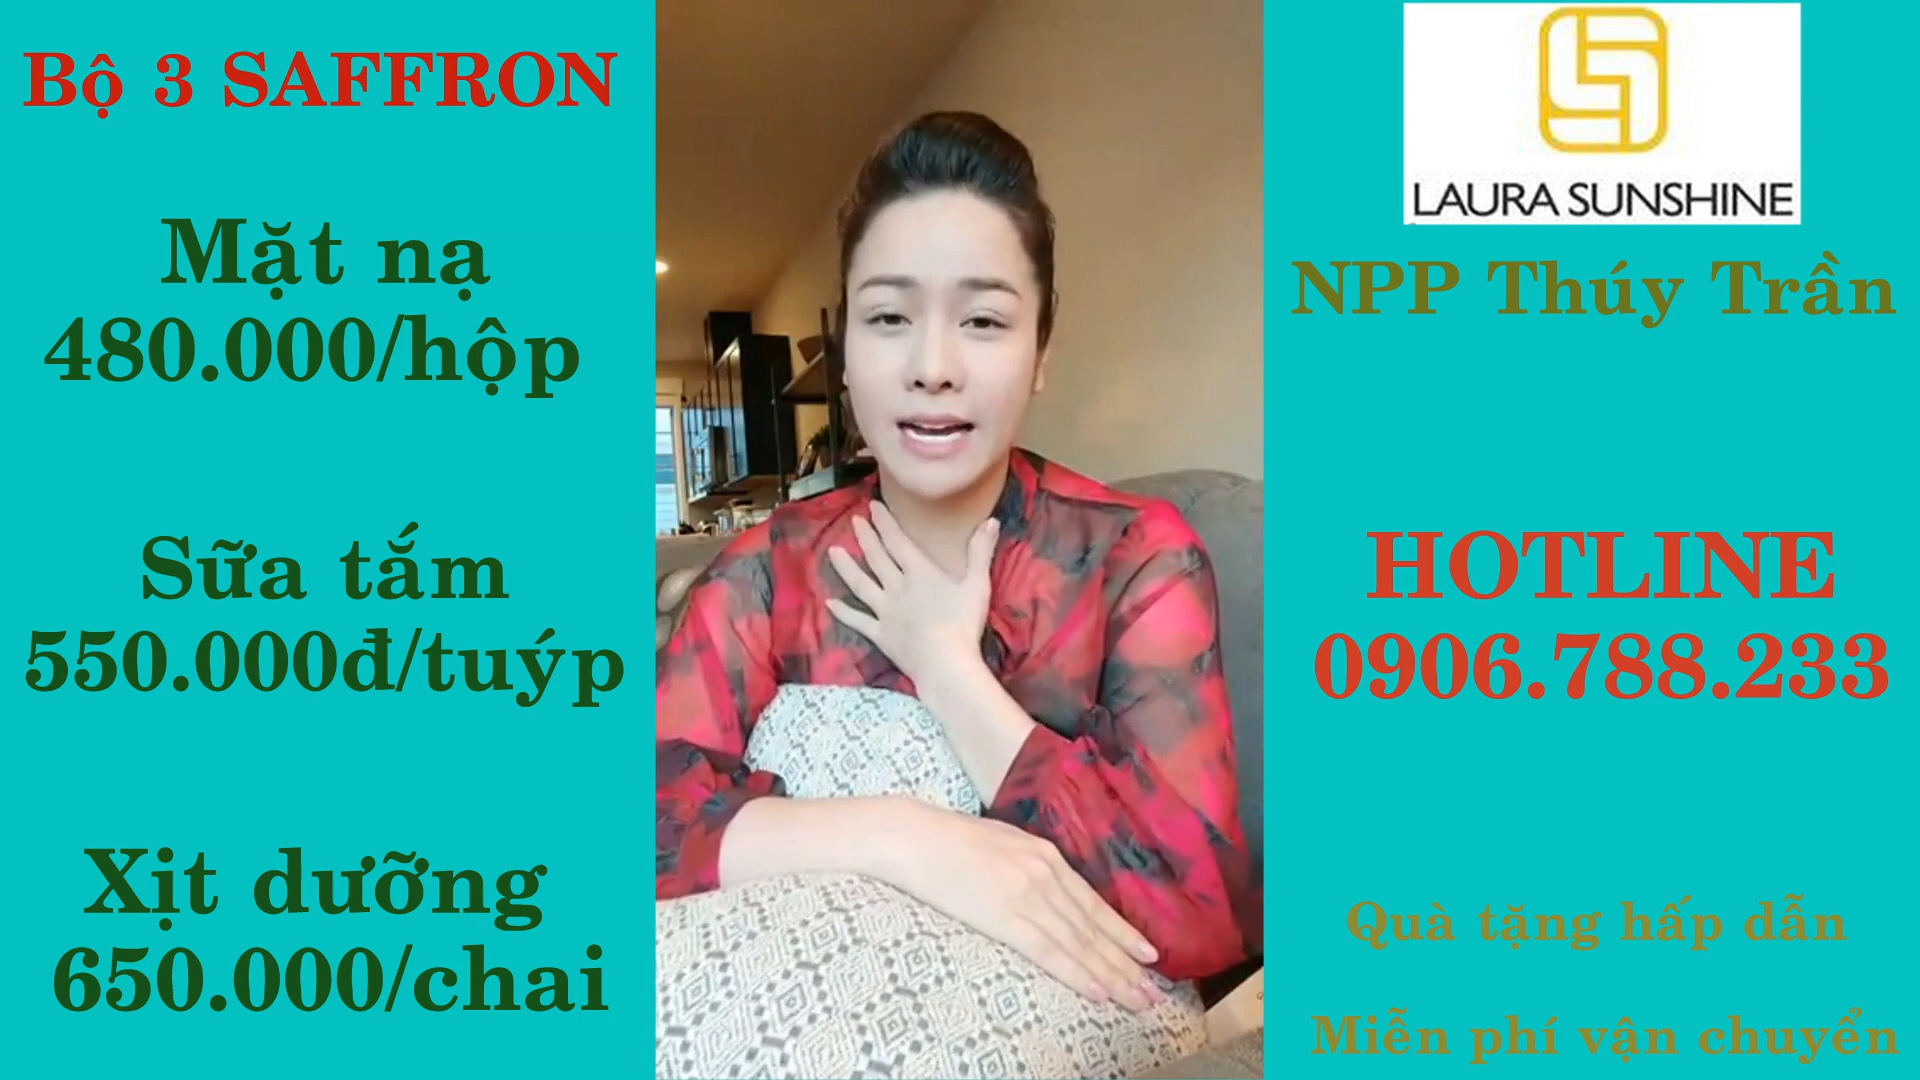 Bộ 3 SAFFRON
Mặt nạ
480.000/hộp
Sữa tắm
550.000đ/tuýp
Xịt dưỡng
650.000/chai
LAURA SUNSHINE
NPP Thúy Trần
HOTLINE
0906.788.233
Quà tặng hấp dẫn
Miễn phí vận chuyển